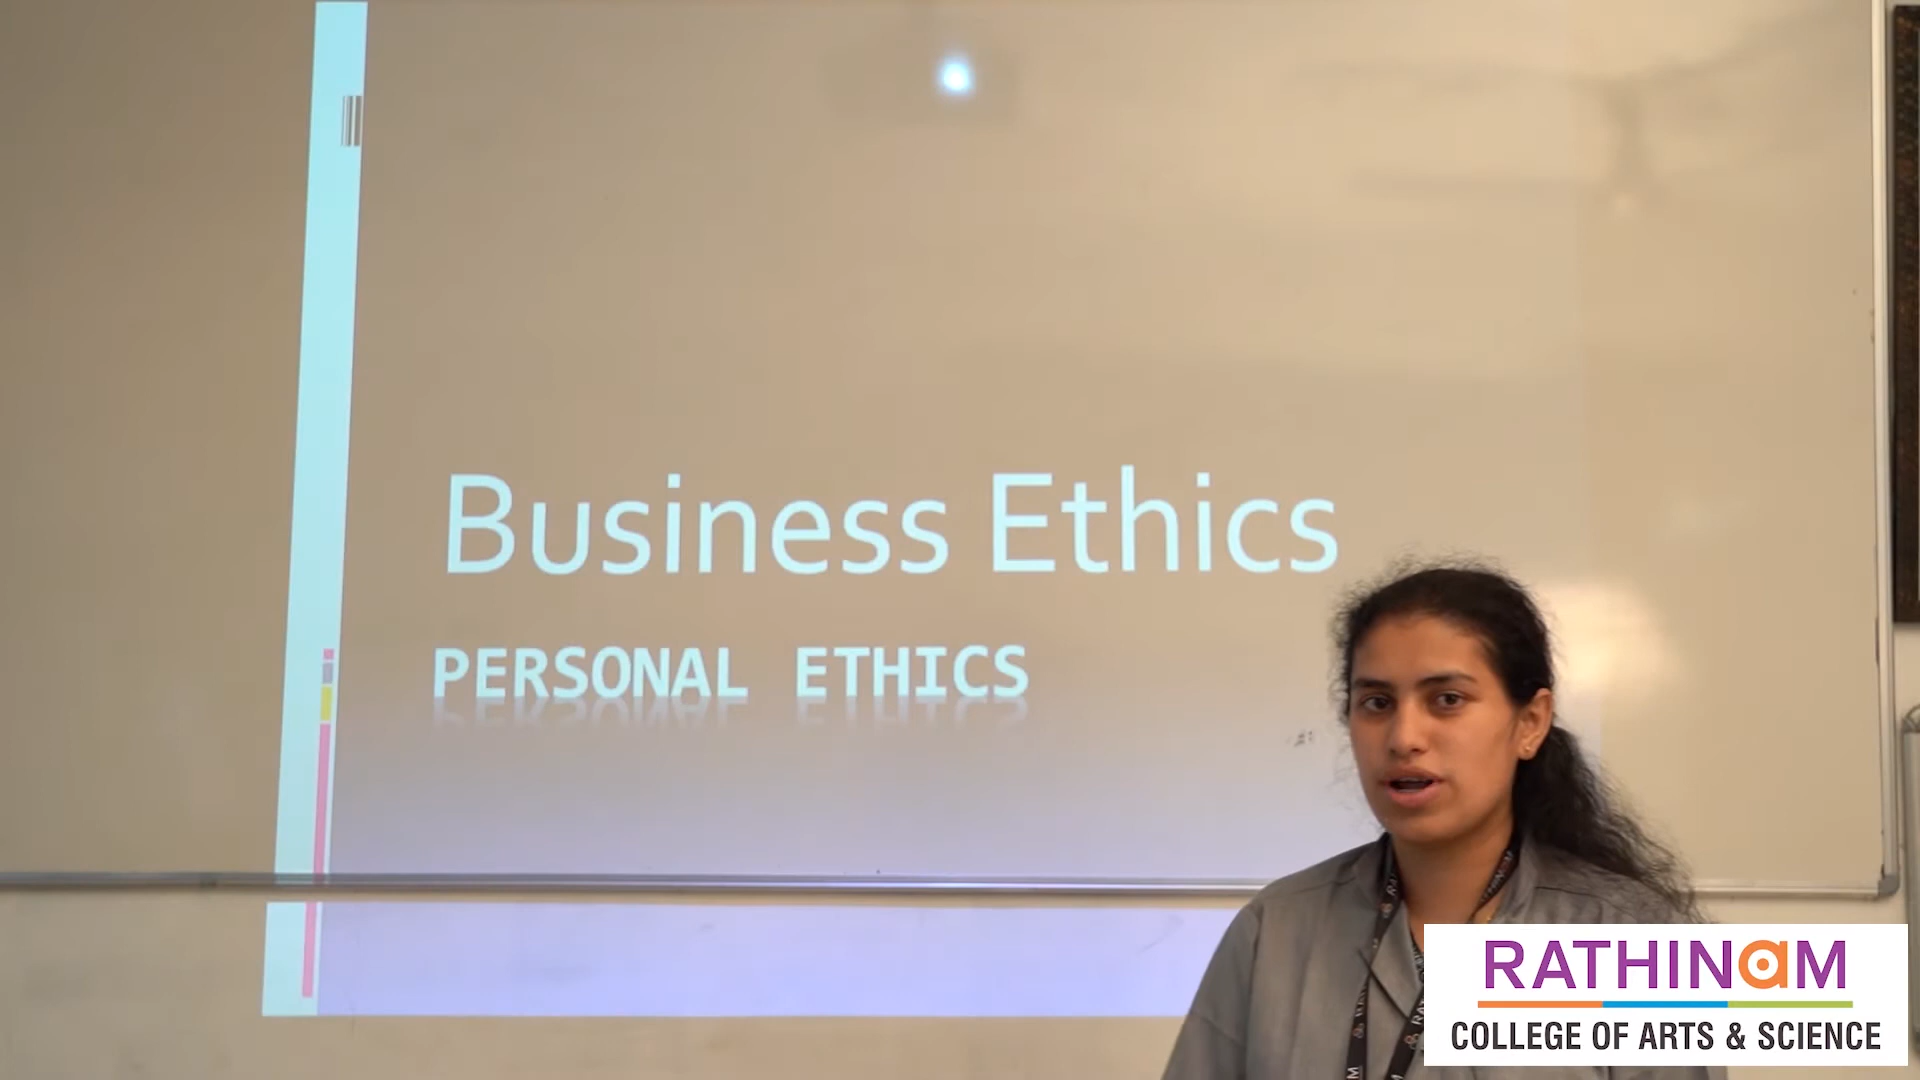 Business Ethics
PERSONAL ETHICS
RATHINAM
COLLEGE OF ARTS & SCIENCE